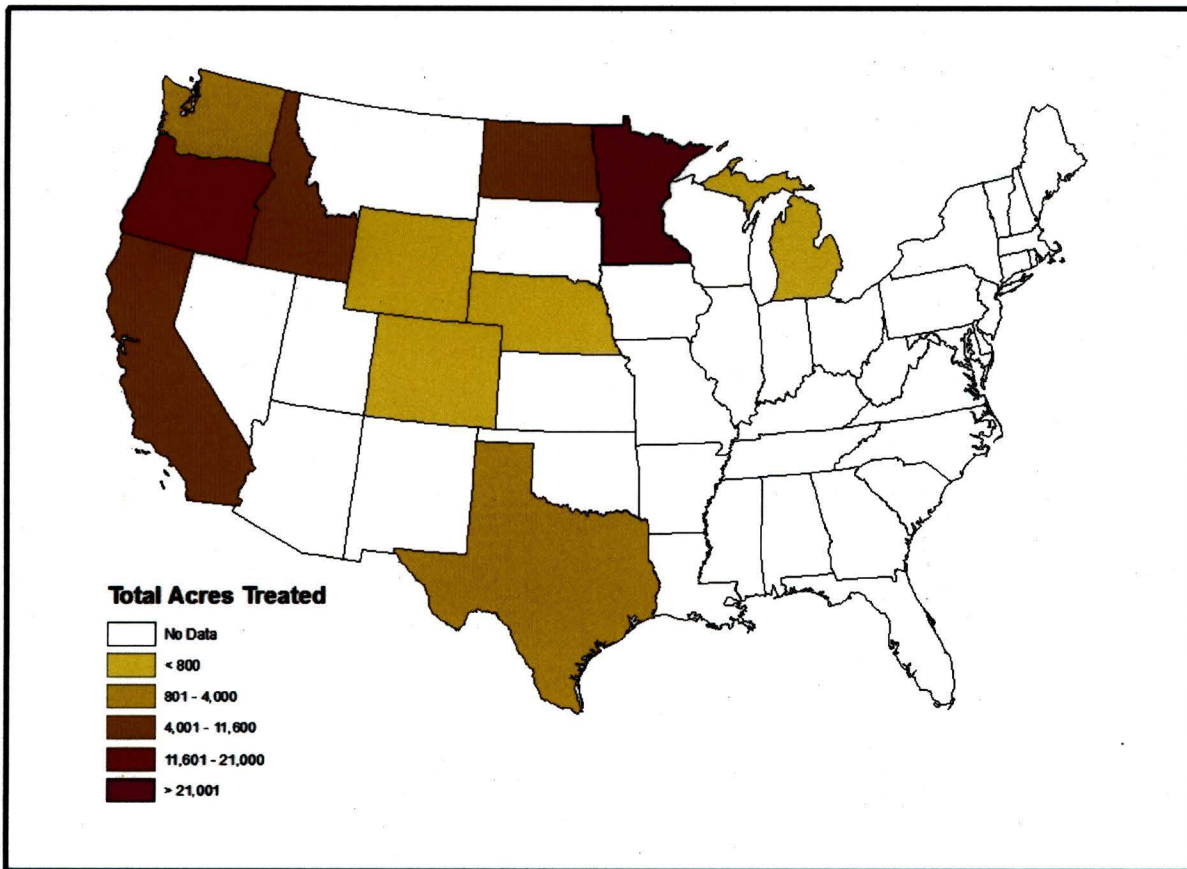 Total Acres Treated
No Data
< 800
801 - 4,000
4,001 - 11,600
11,601 - 21,000
> 21,001